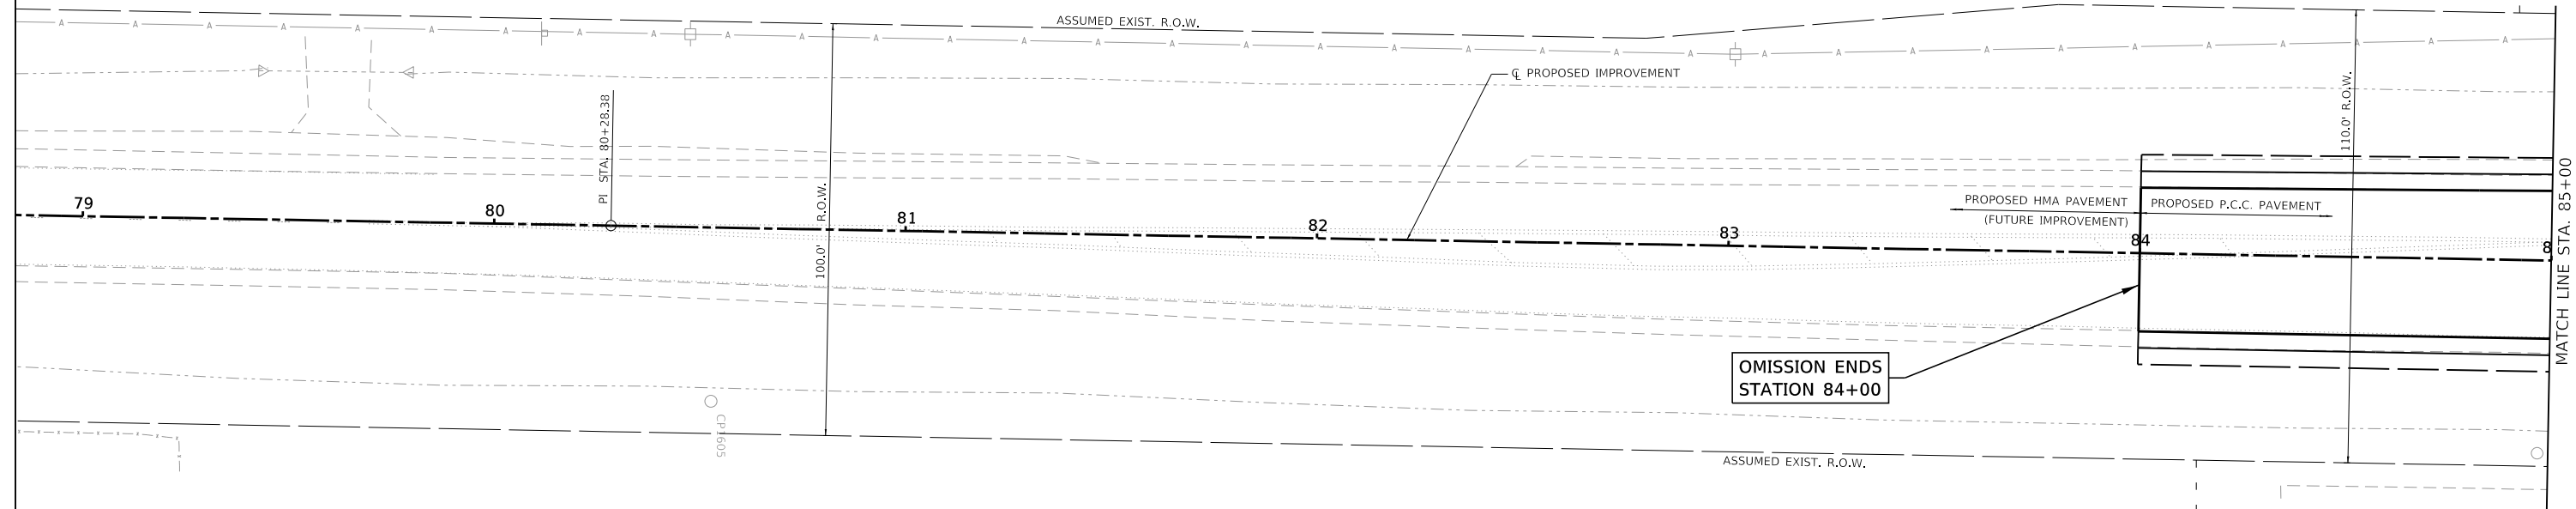 ASSUMED EXIST. R.O.W.
A A A A A A A A A A A A A A A A A A A A A A A A A A A A A A A A A A
℄ PROPOSED IMPROVEMENT
PI STA. 80+28.38
100.0' R.O.W.
110.0' R.O.W.
79
80
81
82
83
84
8
PROPOSED HMA PAVEMENT
(FUTURE IMPROVEMENT)
PROPOSED P.C.C. PAVEMENT
MATCH LINE STA. 85+00
OMISSION ENDS
STATION 84+00
CP1605
ASSUMED EXIST. R.O.W.